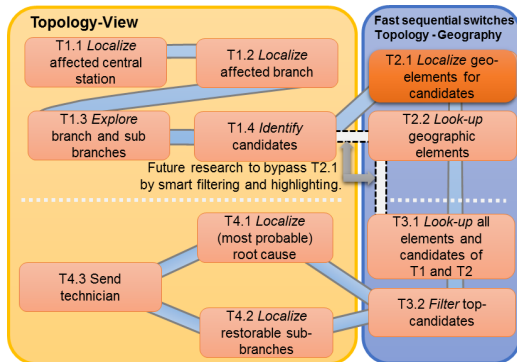 Topology-View
Fast sequential switches
Topology - Geography
T1.1 Localize
affected central
station
T1.2 Localize
affected branch
T2.1 Localize geo-
elements for
candidates
T1.3 Explore
branch and sub
branches
T1.4 Identify
candidates
T2.2 Look-up
geographic
elements
Future research to bypass T2.1
by smart filtering and highlighting.
T4.1 Localize
(most probable)
root cause
T3.1 Look-up all
elements and
candidates of
T1 and T2
T4.3 Send
technician
T4.2 Localize
restorable sub-
branches
T3.2 Filter top-
candidates